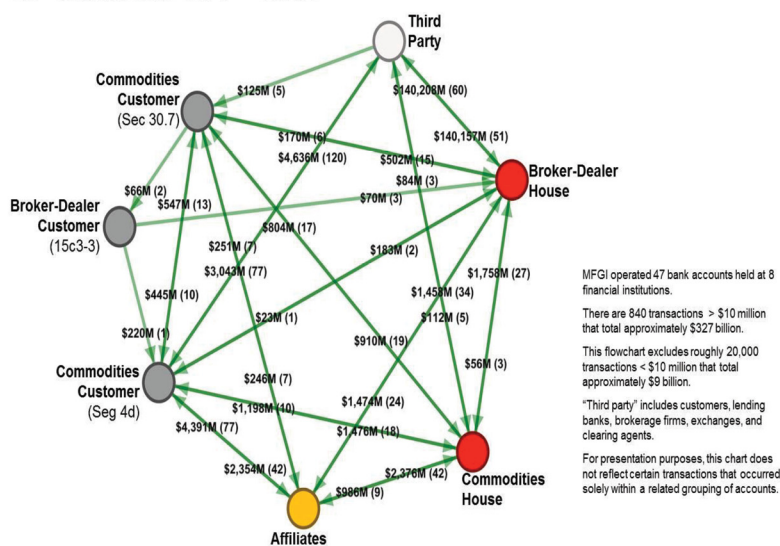 Third
Party
Commodities
Customer
(Sec 30.7)
$125M (5)
$140,208M (60)
$170M (6)
$4,636M (120)
$140,157M (51)
$502M (15)
Broker-Dealer
House
$66M (2)
$84M (3)
$70M (3)
Broker-Dealer
Customer
(15c3-3)
$547M (13)
$804M (17)
$251M (7)
$183M (2)
$3,043M (77)
$1,758M (27)
$445M (10)
$1,458M (34)
$23M (1)
$112M (5)
$220M (1)
$910M (19)
$56M (3)
Commodities
Customer
(Seg 4d)
$246M (7)
$1,198M (10)
$1,474M (24)
$4,391M (77)
$1,476M (18)
$2,354M (42)
$2,376M (42)
$986M (9)
Commodities
House
Affiliates
MFGI operated 47 bank accounts held at 8
financial institutions.
There are 840 transactions > $10 million
that total approximately $327 billion.
This flowchart excludes roughly 20,000
transactions < $10 million that total
approximately $9 billion.
“Third party” includes customers, lending
banks, brokerage firms, exchanges, and
clearing agents.
For presentation purposes, this chart does
not reflect certain transactions that occurred
solely within a related grouping of accounts.